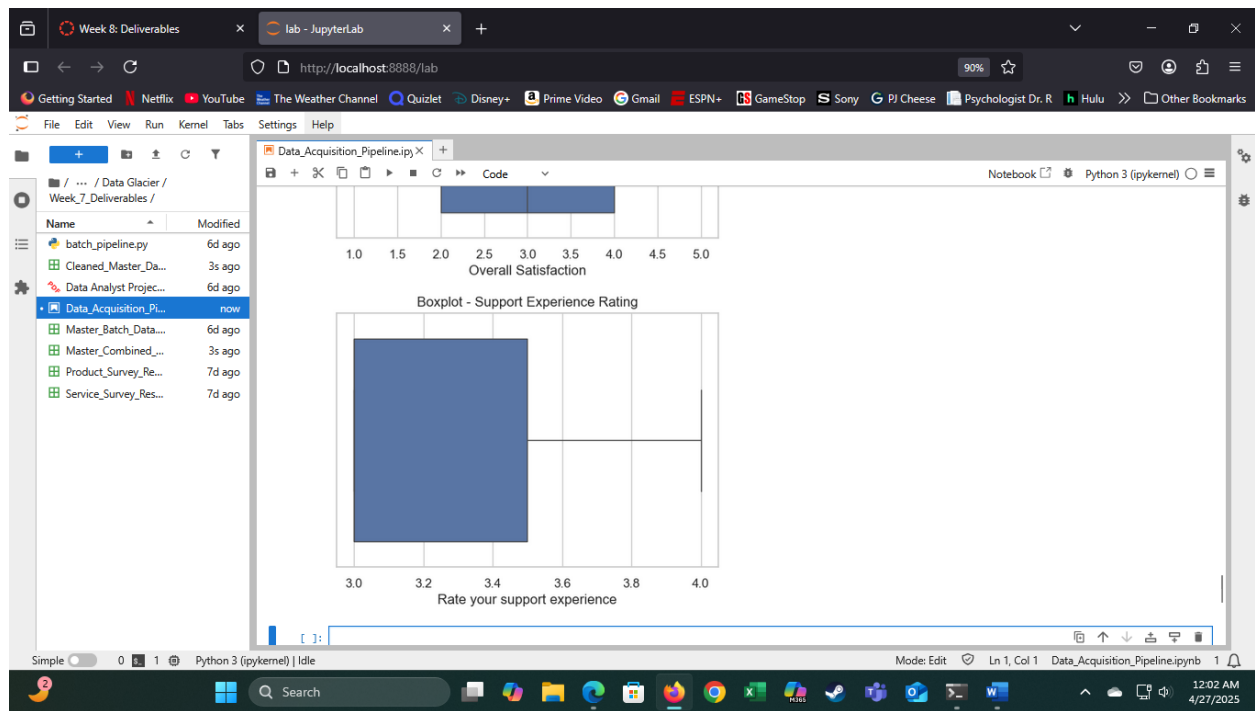 Week 8: Deliverables
lab - JupyterLab
http://localhost:8888/lab
90%
Getting Started Netflix YouTube The Weather Channel Quizlet Disney+ Prime Video Gmail ESPN+ GameStop Sony PJ Cheese Psychologist Dr. R Hulu Other Bookmarks
File Edit View Run Kernel Tabs Settings Help
Data_Acquisition_Pipeline.ipy
Code
Notebook
Python 3 (ipykernel)
/ ··· / Data Glacier /
Week_7_Deliverables /
Name Modified
batch_pipeline.py 6d ago
Cleaned_Master_Da... 3s ago
Data Analyst Projec... 6d ago
Data_Acquisition_Pi... now
Master_Batch_Data.... 6d ago
Master_Combined_... 3s ago
Product_Survey_Re... 7d ago
Service_Survey_Res... 7d ago
1.0 1.5 2.0 2.5 3.0 3.5 4.0 4.5 5.0
Overall Satisfaction
Boxplot - Support Experience Rating
3.0 3.2 3.4 3.6 3.8 4.0
Rate your support experience
[ ]:
Simple 0 1 Python 3 (ipykernel) | Idle
Mode: Edit Ln 1, Col 1 Data_Acquisition_Pipeline.ipynb 1
2
Search
12:02 AM
4/27/2025